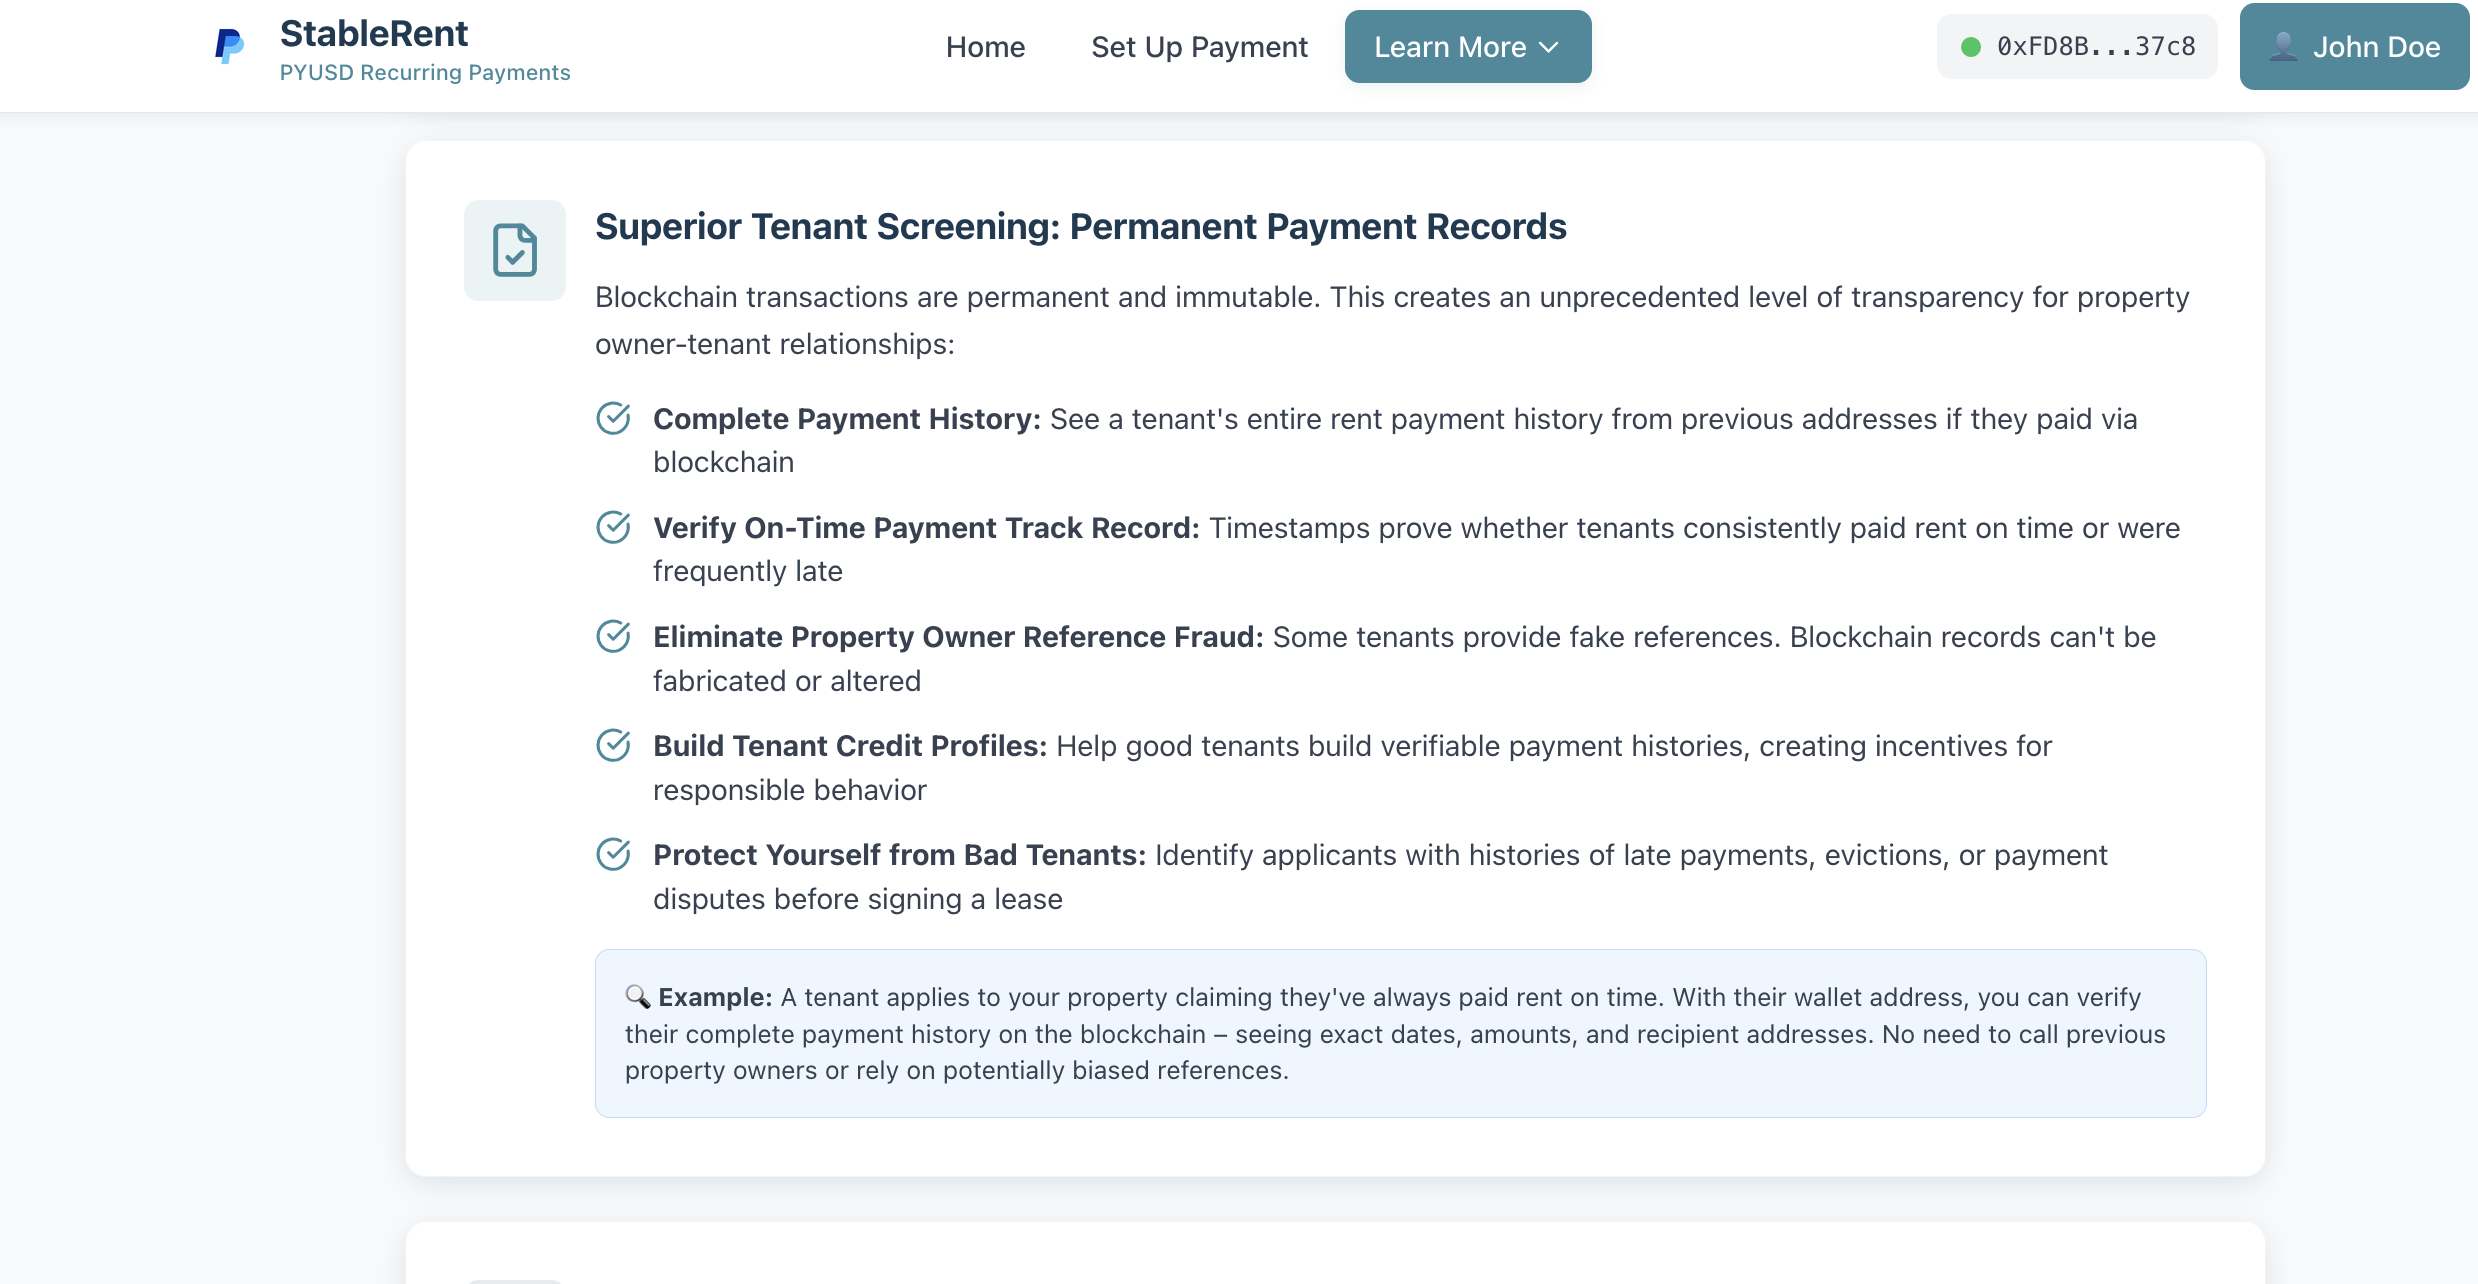 StableRent
PYUSD Recurring Payments
Home
Set Up Payment
Learn More
0xFD8B...37c8
John Doe
Superior Tenant Screening: Permanent Payment Records
Blockchain transactions are permanent and immutable. This creates an unprecedented level of transparency for property
owner-tenant relationships:
Complete Payment History: See a tenant's entire rent payment history from previous addresses if they paid via
blockchain
Verify On-Time Payment Track Record: Timestamps prove whether tenants consistently paid rent on time or were
frequently late
Eliminate Property Owner Reference Fraud: Some tenants provide fake references. Blockchain records can't be
fabricated or altered
Build Tenant Credit Profiles: Help good tenants build verifiable payment histories, creating incentives for
responsible behavior
Protect Yourself from Bad Tenants: Identify applicants with histories of late payments, evictions, or payment
disputes before signing a lease
🔍 Example: A tenant applies to your property claiming they've always paid rent on time. With their wallet address, you can verify
their complete payment history on the blockchain – seeing exact dates, amounts, and recipient addresses. No need to call previous
property owners or rely on potentially biased references.